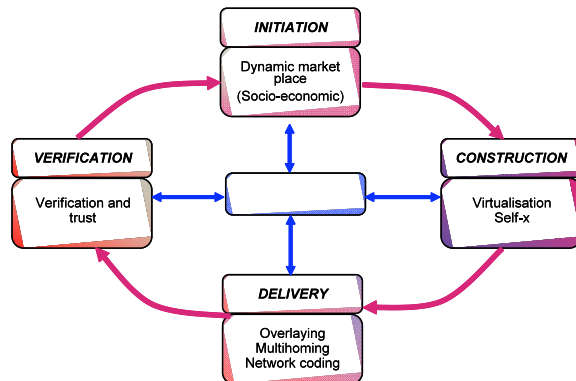 INITIATION
Dynamic market
place
(Socio-economic)
VERIFICATION
Verification and
trust
CONSTRUCTION
Virtualisation
Self-x
DELIVERY
Overlaying
Multihoming
Network coding